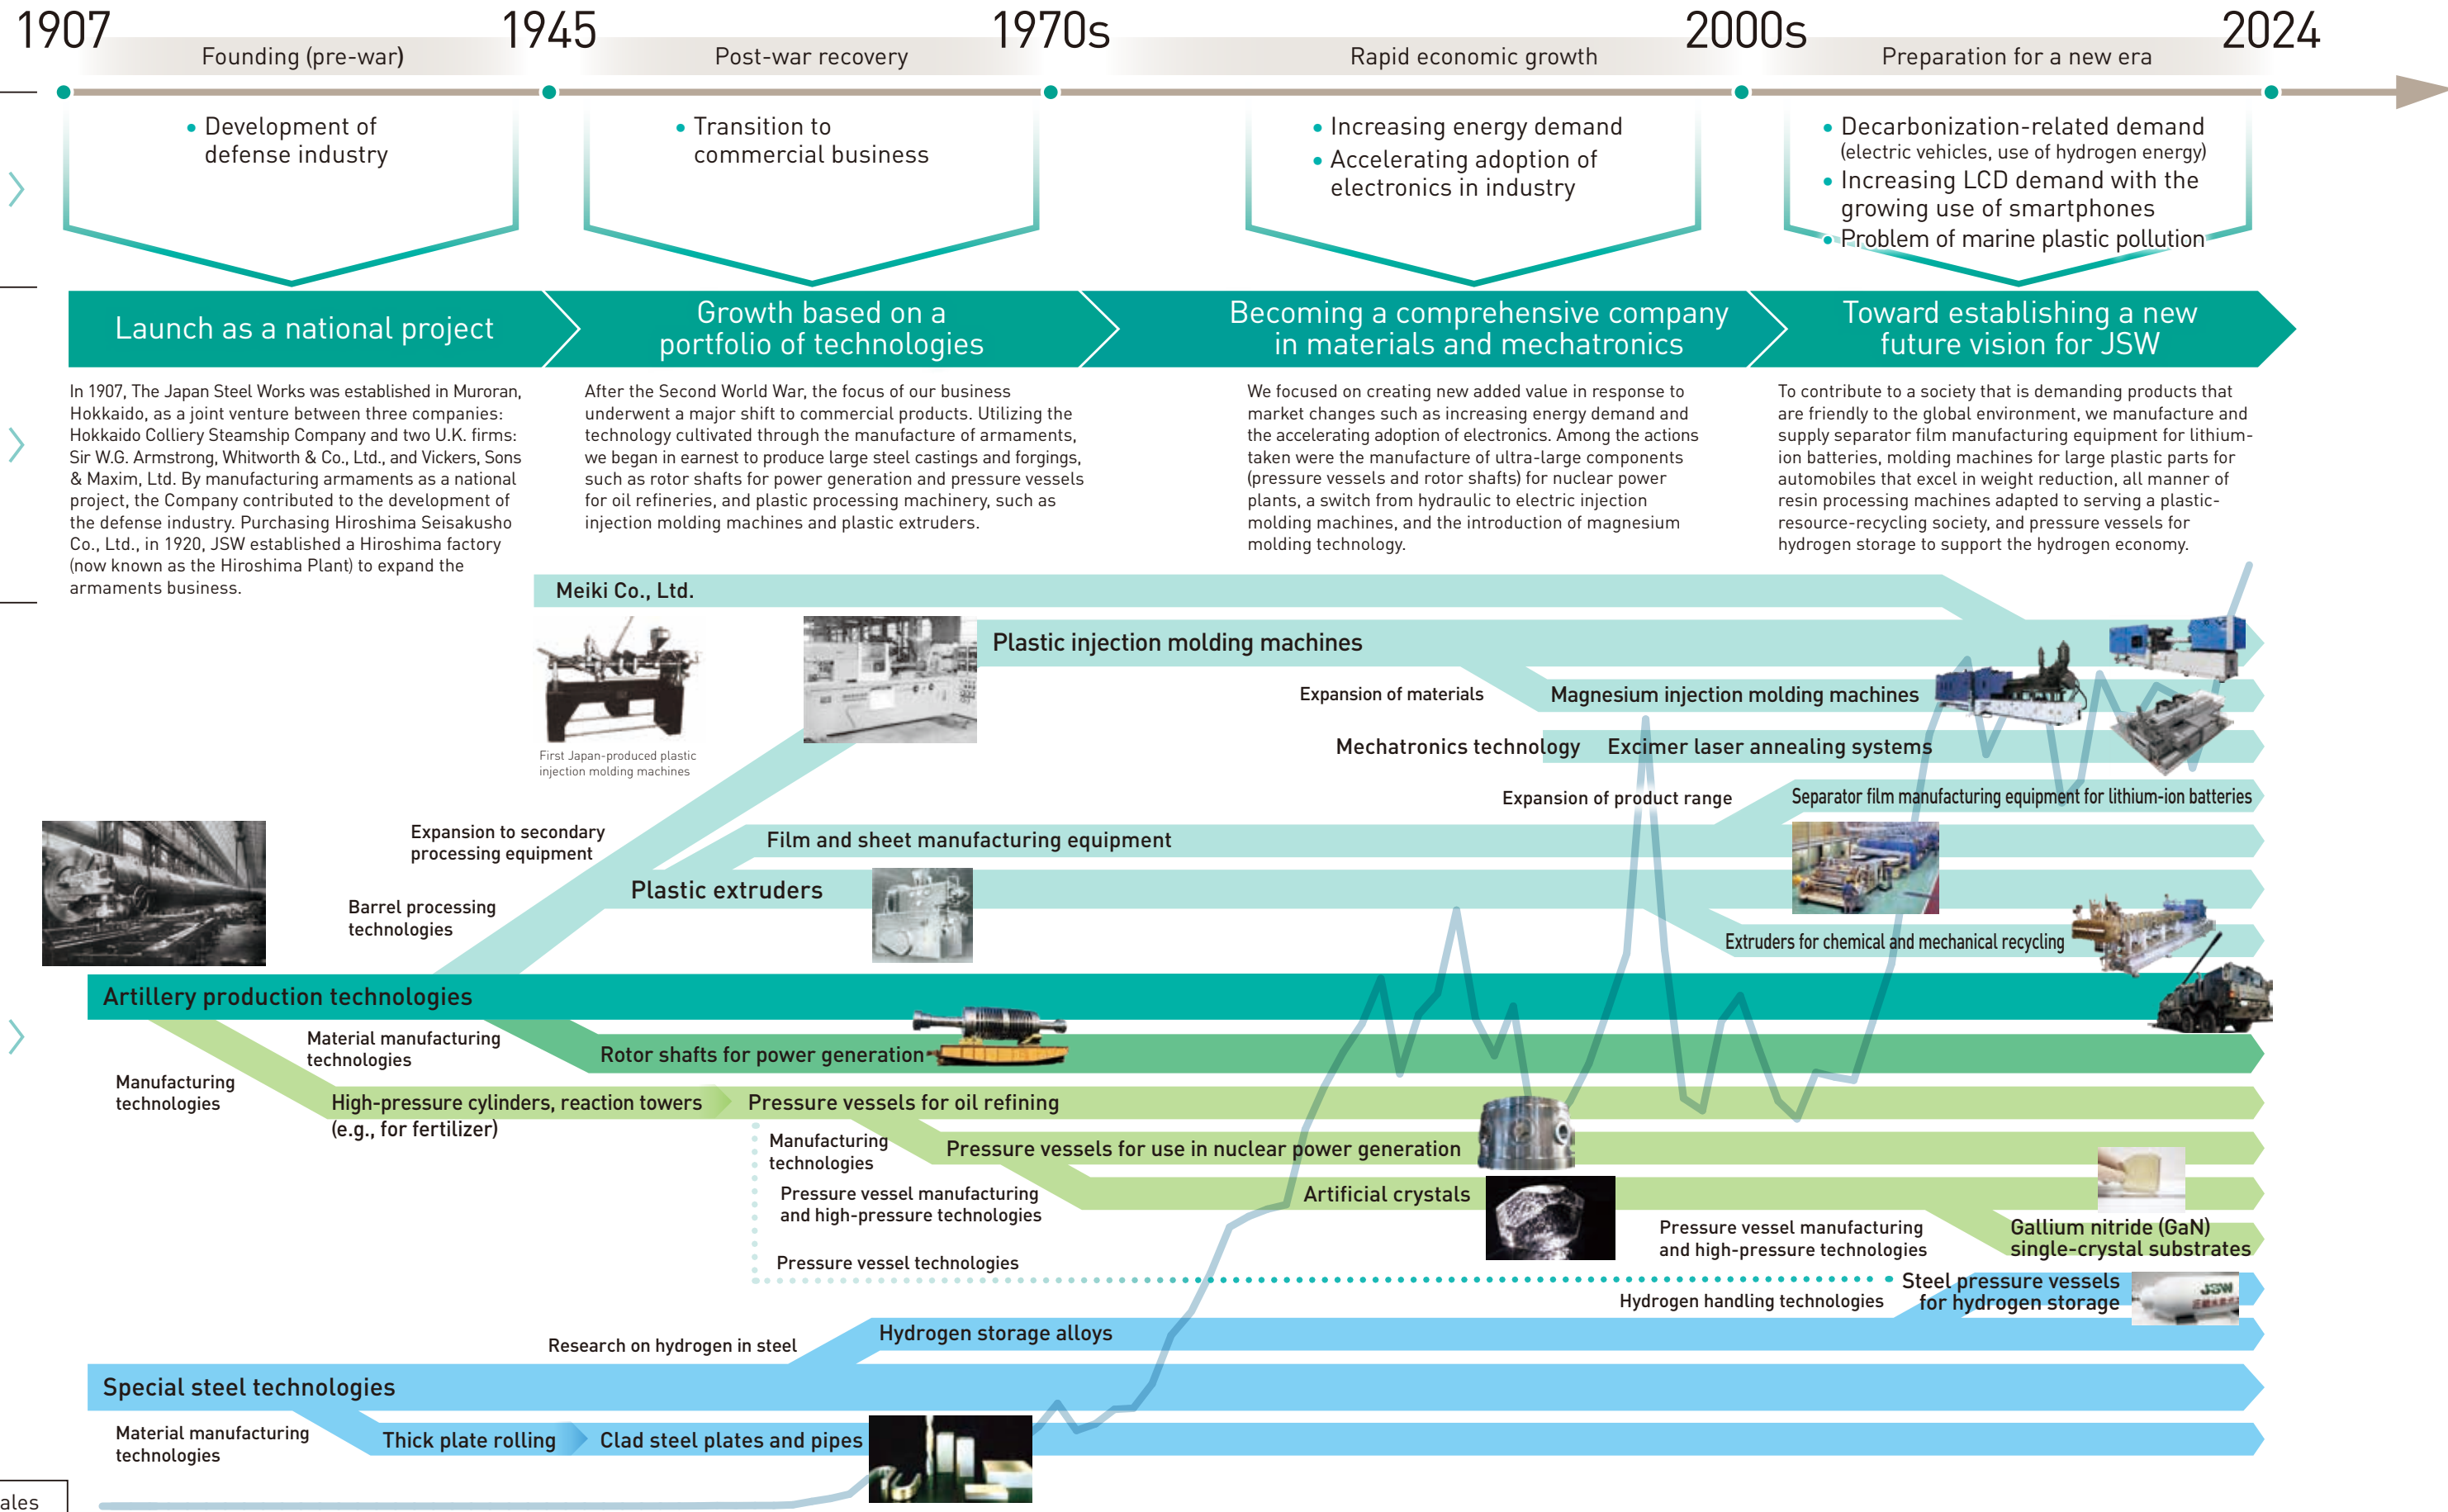 1907
1945
1970s
2000s
2024
Founding (pre-war)
Post-war recovery
Rapid economic growth
Preparation for a new era
• Development of
defense industry
• Transition to
commercial business
• Increasing energy demand
• Accelerating adoption of
electronics in industry
• Decarbonization-related demand
(electric vehicles, use of hydrogen energy)
• Increasing LCD demand with the
growing use of smartphones
• Problem of marine plastic pollution
Launch as a national project
Growth based on a
portfolio of technologies
Becoming a comprehensive company
in materials and mechatronics
Toward establishing a new
future vision for JSW
In 1907, The Japan Steel Works was established in Muroran,
Hokkaido, as a joint venture between three companies:
Hokkaido Colliery Steamship Company and two U.K. firms:
Sir W.G. Armstrong, Whitworth & Co., Ltd., and Vickers, Sons
& Maxim, Ltd. By manufacturing armaments as a national
project, the Company contributed to the development of
the defense industry. Purchasing Hiroshima Seisakusho
Co., Ltd., in 1920, JSW established a Hiroshima factory
(now known as the Hiroshima Plant) to expand the
armaments business.
After the Second World War, the focus of our business
underwent a major shift to commercial products. Utilizing the
technology cultivated through the manufacture of armaments,
we began in earnest to produce large steel castings and forgings,
such as rotor shafts for power generation and pressure vessels
for oil refineries, and plastic processing machinery, such as
injection molding machines and plastic extruders.
We focused on creating new added value in response to
market changes such as increasing energy demand and
the accelerating adoption of electronics. Among the actions
taken were the manufacture of ultra-large components
(pressure vessels and rotor shafts) for nuclear power
plants, a switch from hydraulic to electric injection
molding machines, and the introduction of magnesium
molding technology.
To contribute to a society that is demanding products that
are friendly to the global environment, we manufacture and
supply separator film manufacturing equipment for lithium-
ion batteries, molding machines for large plastic parts for
automobiles that excel in weight reduction, all manner of
resin processing machines adapted to serving a plastic-
resource-recycling society, and pressure vessels for
hydrogen storage to support the hydrogen economy.
Meiki Co., Ltd.
Plastic injection molding machines
Expansion of materials
Magnesium injection molding machines
First Japan-produced plastic
injection molding machines
Mechatronics technology
Excimer laser annealing systems
Expansion of product range
Separator film manufacturing equipment for lithium-ion batteries
Expansion to secondary
processing equipment
Film and sheet manufacturing equipment
Plastic extruders
Barrel processing
technologies
Extruders for chemical and mechanical recycling
Artillery production technologies
Material manufacturing
technologies
Rotor shafts for power generation
Manufacturing
technologies
High-pressure cylinders, reaction towers
(e.g., for fertilizer)
Pressure vessels for oil refining
Manufacturing
technologies
Pressure vessels for use in nuclear power generation
Pressure vessel manufacturing
and high-pressure technologies
Artificial crystals
Pressure vessel manufacturing
and high-pressure technologies
Gallium nitride (GaN)
single-crystal substrates
Pressure vessel technologies
Steel pressure vessels
for hydrogen storage
JSW
Hydrogen handling technologies
Hydrogen storage alloys
Research on hydrogen in steel
Special steel technologies
Material manufacturing
technologies
Thick plate rolling
Clad steel plates and pipes
ales